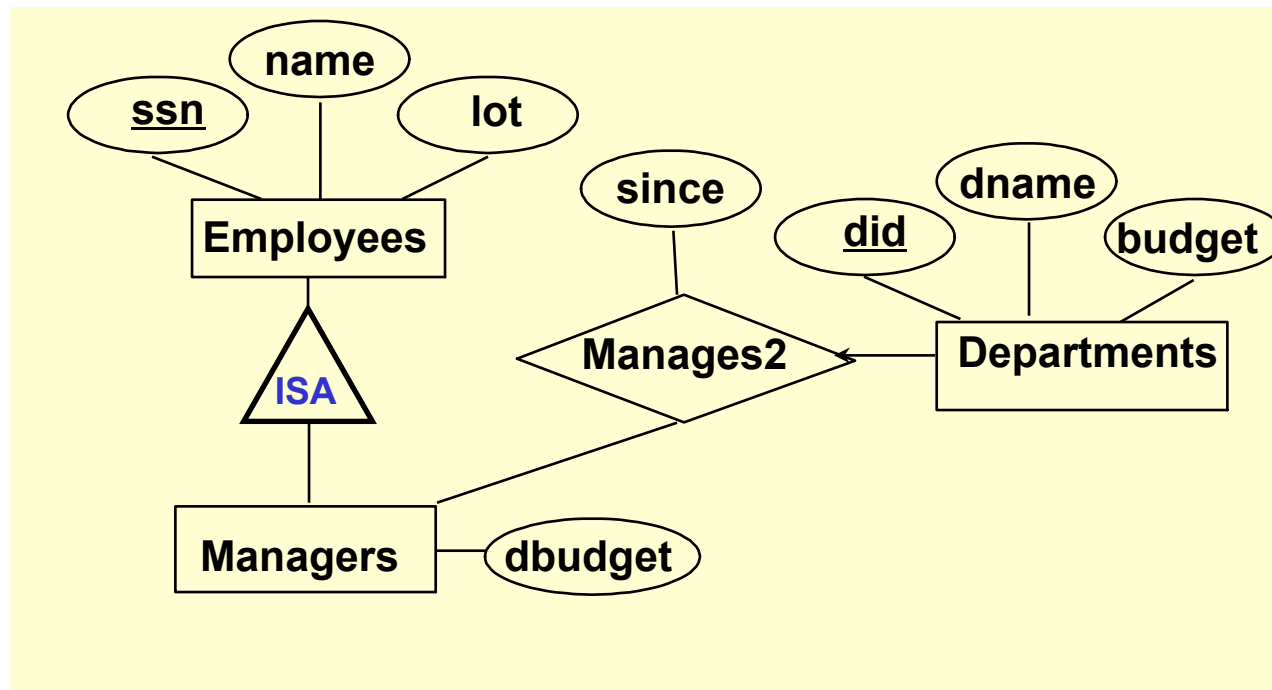 name
ssn
lot
Employees
since
dname
did
budget
Manages2
Departments
ISA
Managers
dbudget